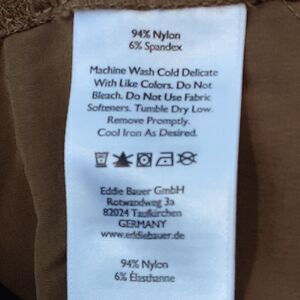 94% Nylon
6% Spandex
Machine Wash Cold Delicate
With Like Colors. Do Not
Bleach. Do Not Use Fabric
Softeners. Tumble Dry Low.
Remove Promptly.
Cool Iron As Desired.
Eddie Bauer GmbH
Rotwandweg 3a
82024 Taufkirchen
GERMANY
www.eddiebauer.de
94% Nylon
6% Élasthanne